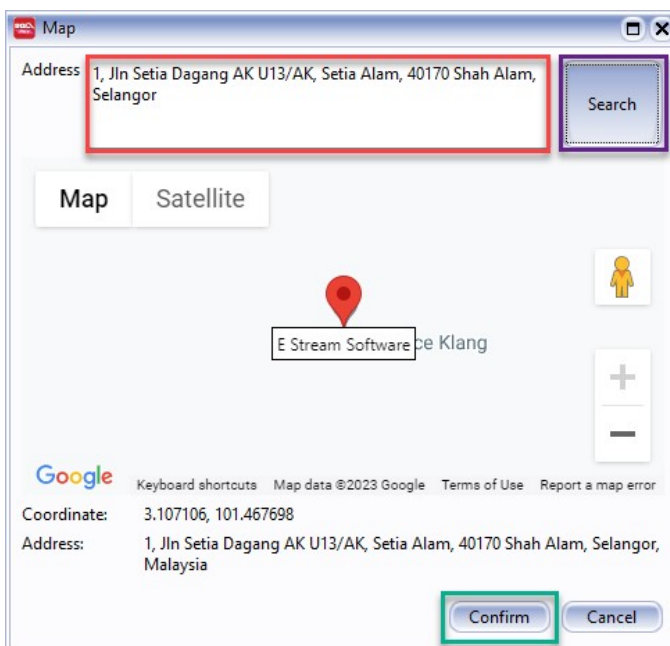 Map
Address
1, Jln Setia Dagang AK U13/AK, Setia Alam, 40170 Shah Alam,
Selangor
Search
Map Satellite
E Stream Software ce Klang
Google Keyboard shortcuts Map data ©2023 Google Terms of Use Report a map error
Coordinate: 3.107106, 101.467698
Address: 1, Jln Setia Dagang AK U13/AK, Setia Alam, 40170 Shah Alam, Selangor,
Malaysia
Confirm Cancel